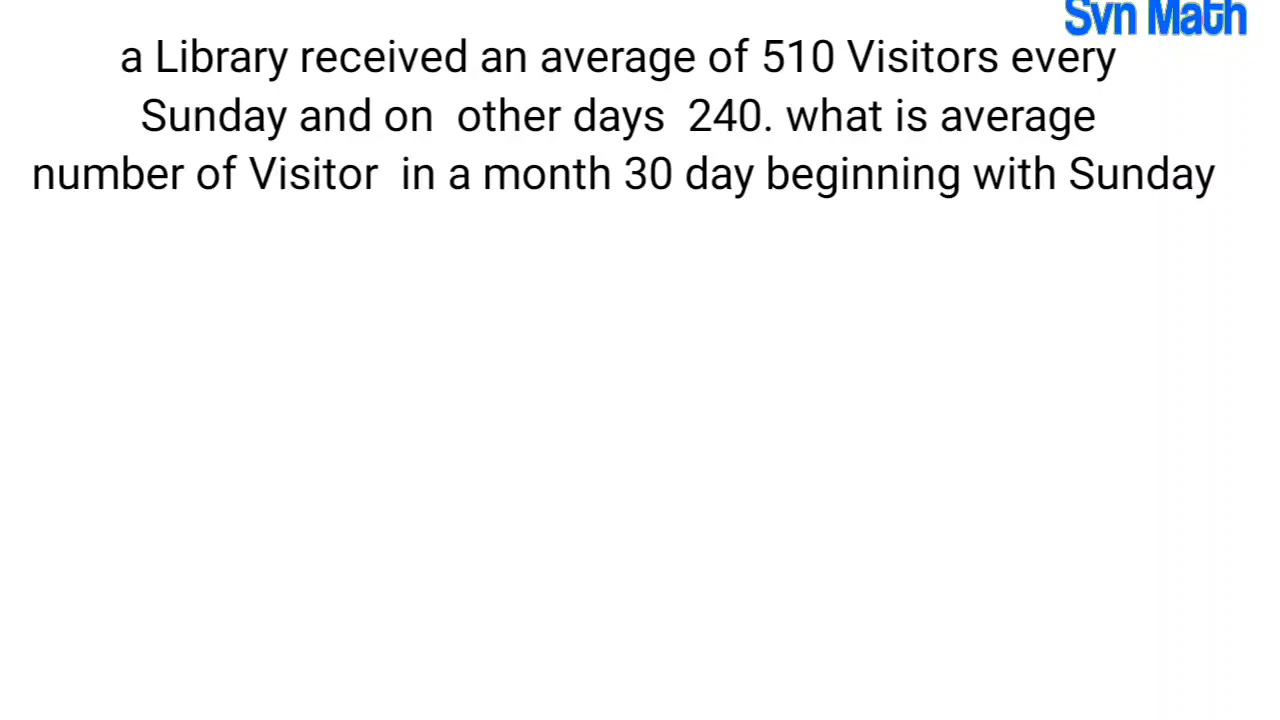 Svn Math
a Library received an average of 510 Visitors every
Sunday and on other days 240. what is average
number of Visitor in a month 30 day beginning with Sunday